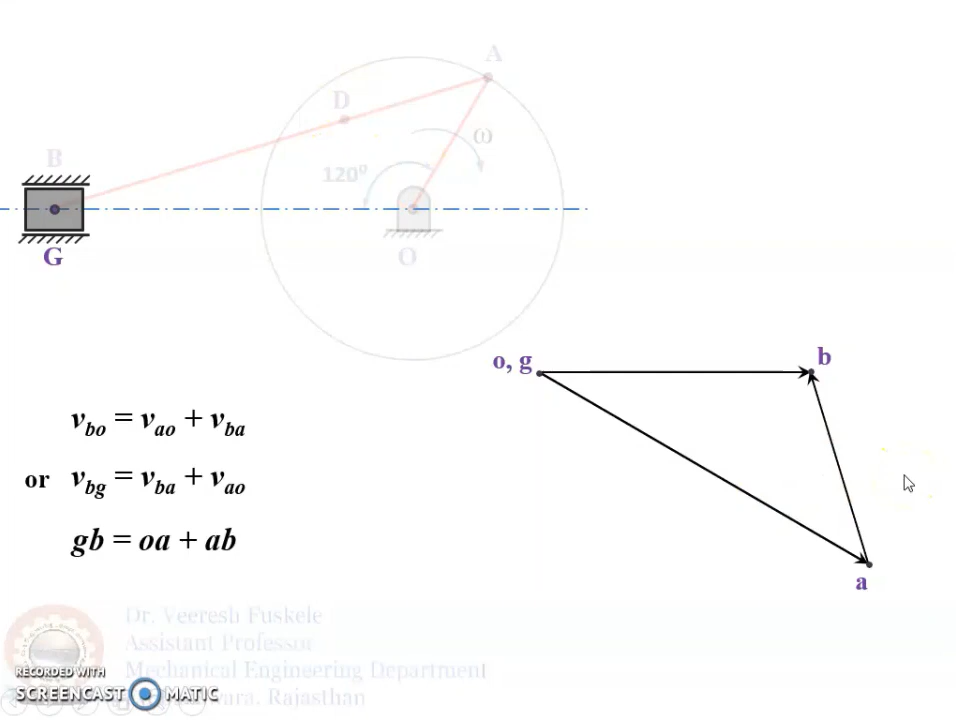 A
D
ω
B
120⁰
G
O
o, g
b
v_bo = v_ao + v_ba
or v_bg = v_ba + v_ao
gb = oa + ab
a
Dr. Veeresh Fuskele
Assistant Professor
Mechanical Engineering Department
Rajasthan
RECORDED WITH
SCREENCAST MATIC